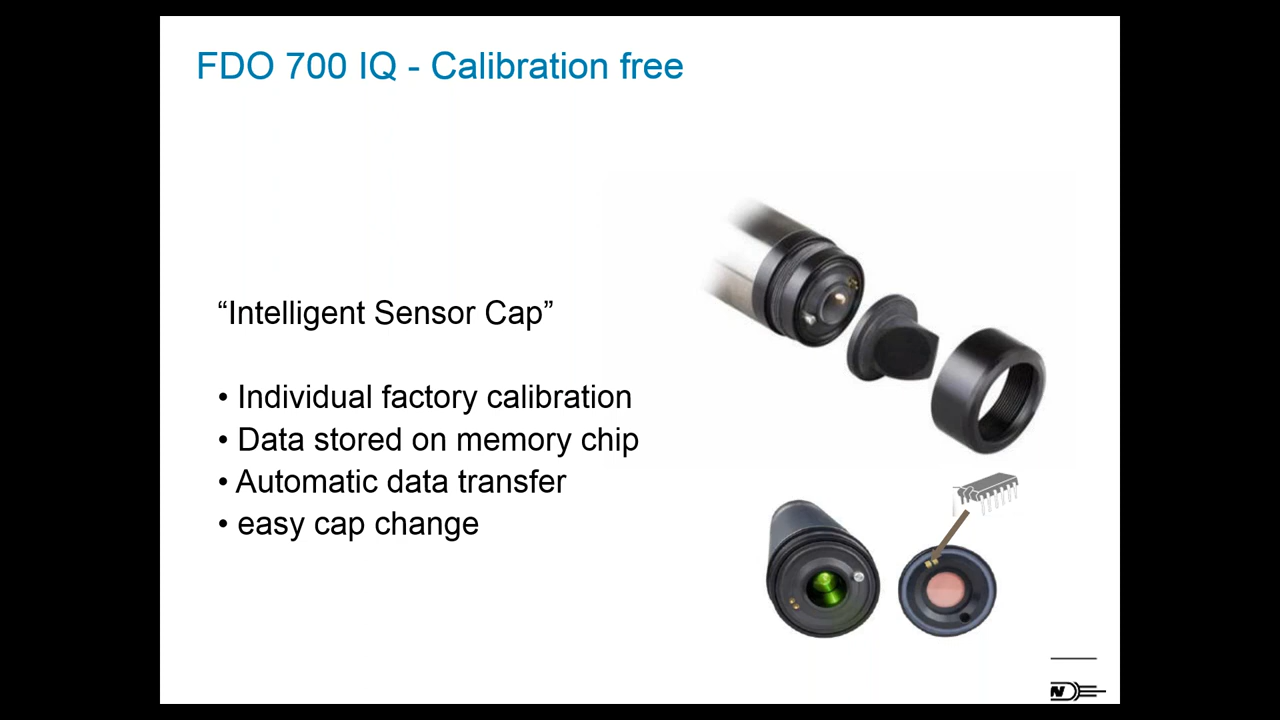 FDO 700 IQ - Calibration free
“Intelligent Sensor Cap”
• Individual factory calibration
• Data stored on memory chip
• Automatic data transfer
• easy cap change
N